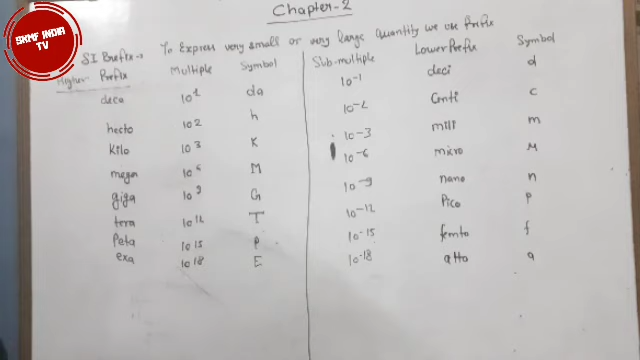 SKMF INDIA
TV
Chapter-2
SI Prefix → To Express very small or very large Quantity we use Prefix
Higher Prefix Multiple Symbol Sub-multiple Lower Prefix Symbol
deca 10¹ da 10⁻¹ deci d
hecto 10² h 10⁻² Centi c
kilo 10³ K 10⁻³ milli m
mega 10⁶ M 10⁻⁶ micro μ
giga 10⁹ G 10⁻⁹ nano n
tera 10¹² T 10⁻¹² Pico P
Peta 10¹⁵ P 10⁻¹⁵ femto f
exa 10¹⁸ E 10⁻¹⁸ atto a